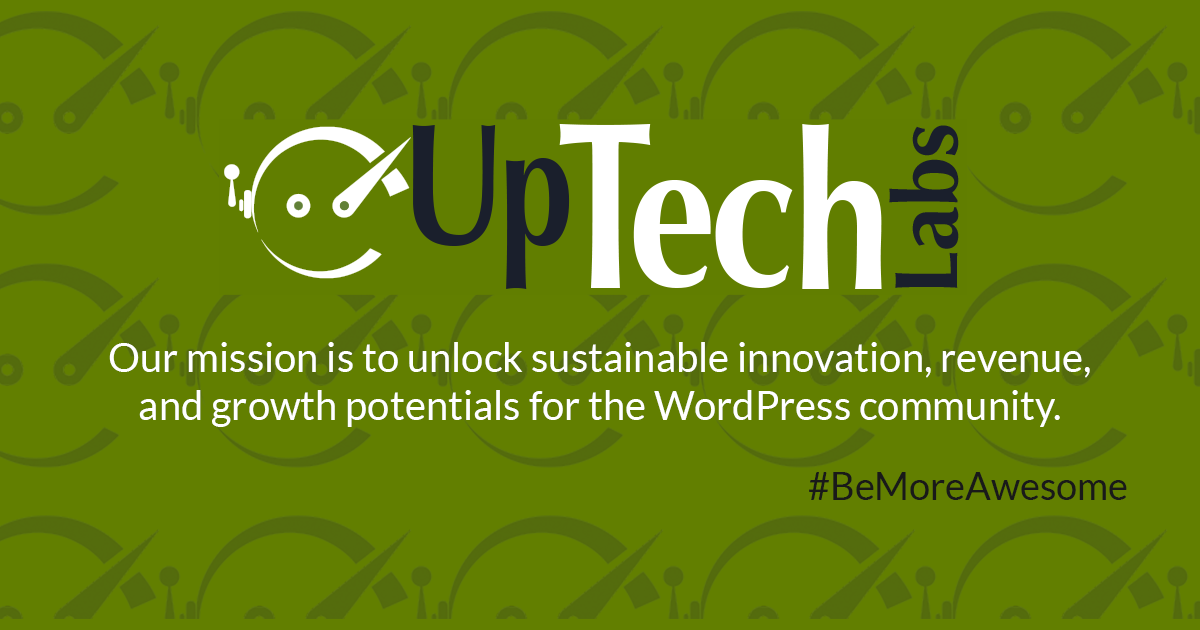 UpTech Labs
Our mission is to unlock sustainable innovation, revenue,
and growth potentials for the WordPress community.
#BeMoreAwesome